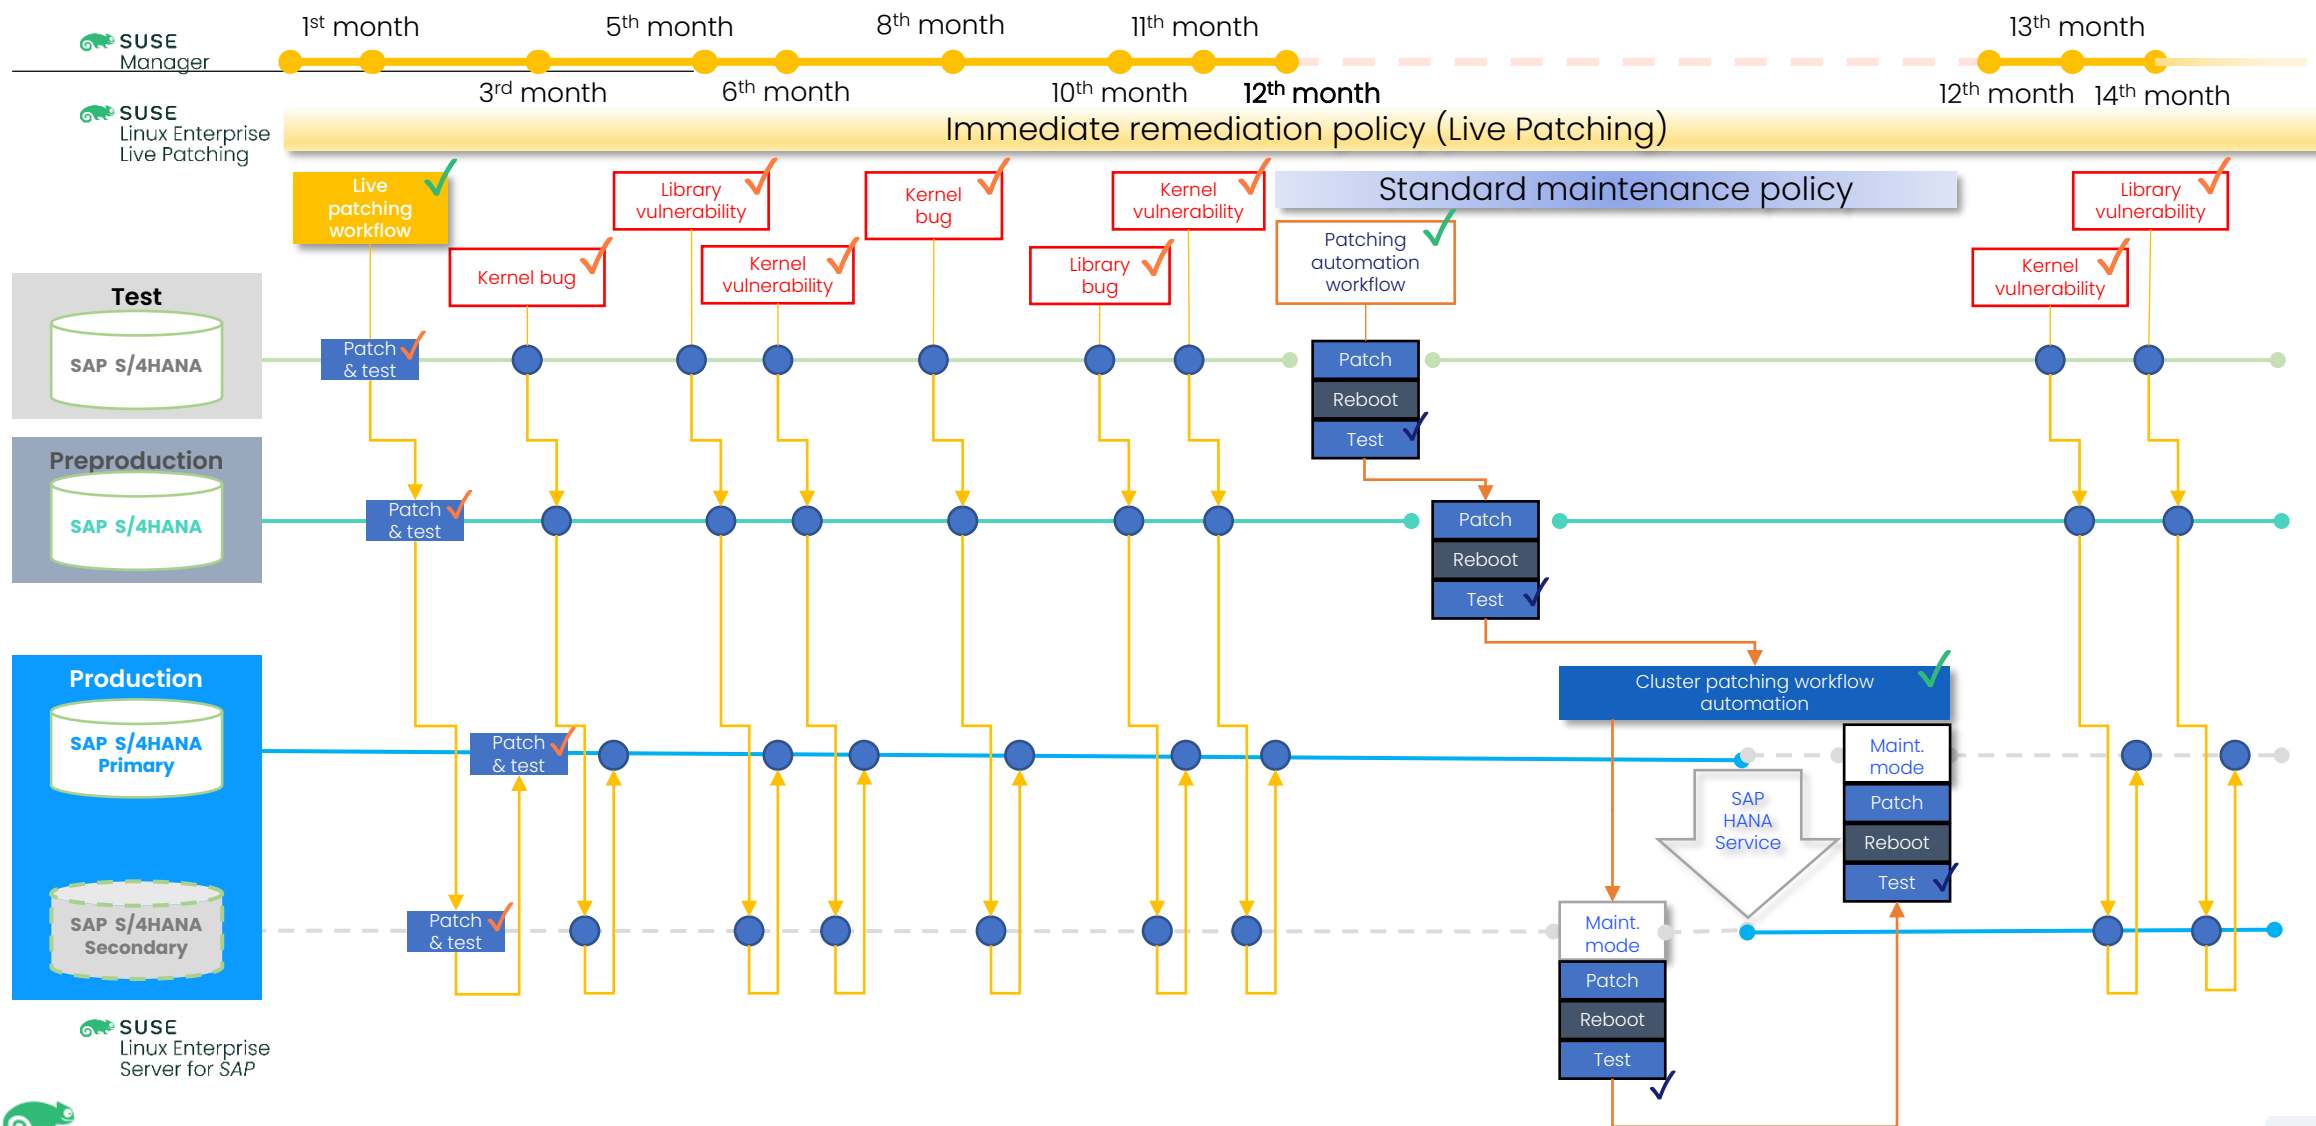 1st month
5th month
8th month
11th month
13th month
SUSE
Manager
3rd month
6th month
10th month
12th month
12th month
14th month
SUSE
Linux Enterprise
Live Patching
Immediate remediation policy (Live Patching)
Live
patching
workflow
Kernel bug
Library
vulnerability
Kernel
vulnerability
Kernel
bug
Library
bug
Kernel
vulnerability
Standard maintenance policy
Patching
automation
workflow
Kernel
vulnerability
Library
vulnerability
Test
SAP S/4HANA
Patch
& test
Patch
Reboot
Test
Preproduction
SAP S/4HANA
Patch
& test
Patch
Reboot
Test
Production
SAP S/4HANA
Primary
Patch
& test
Cluster patching workflow
automation
Maint.
mode
Patch
Reboot
Test
SAP
HANA
Service
SAP S/4HANA
Secondary
Patch
& test
Maint.
mode
Patch
Reboot
Test
SUSE
Linux Enterprise
Server for SAP